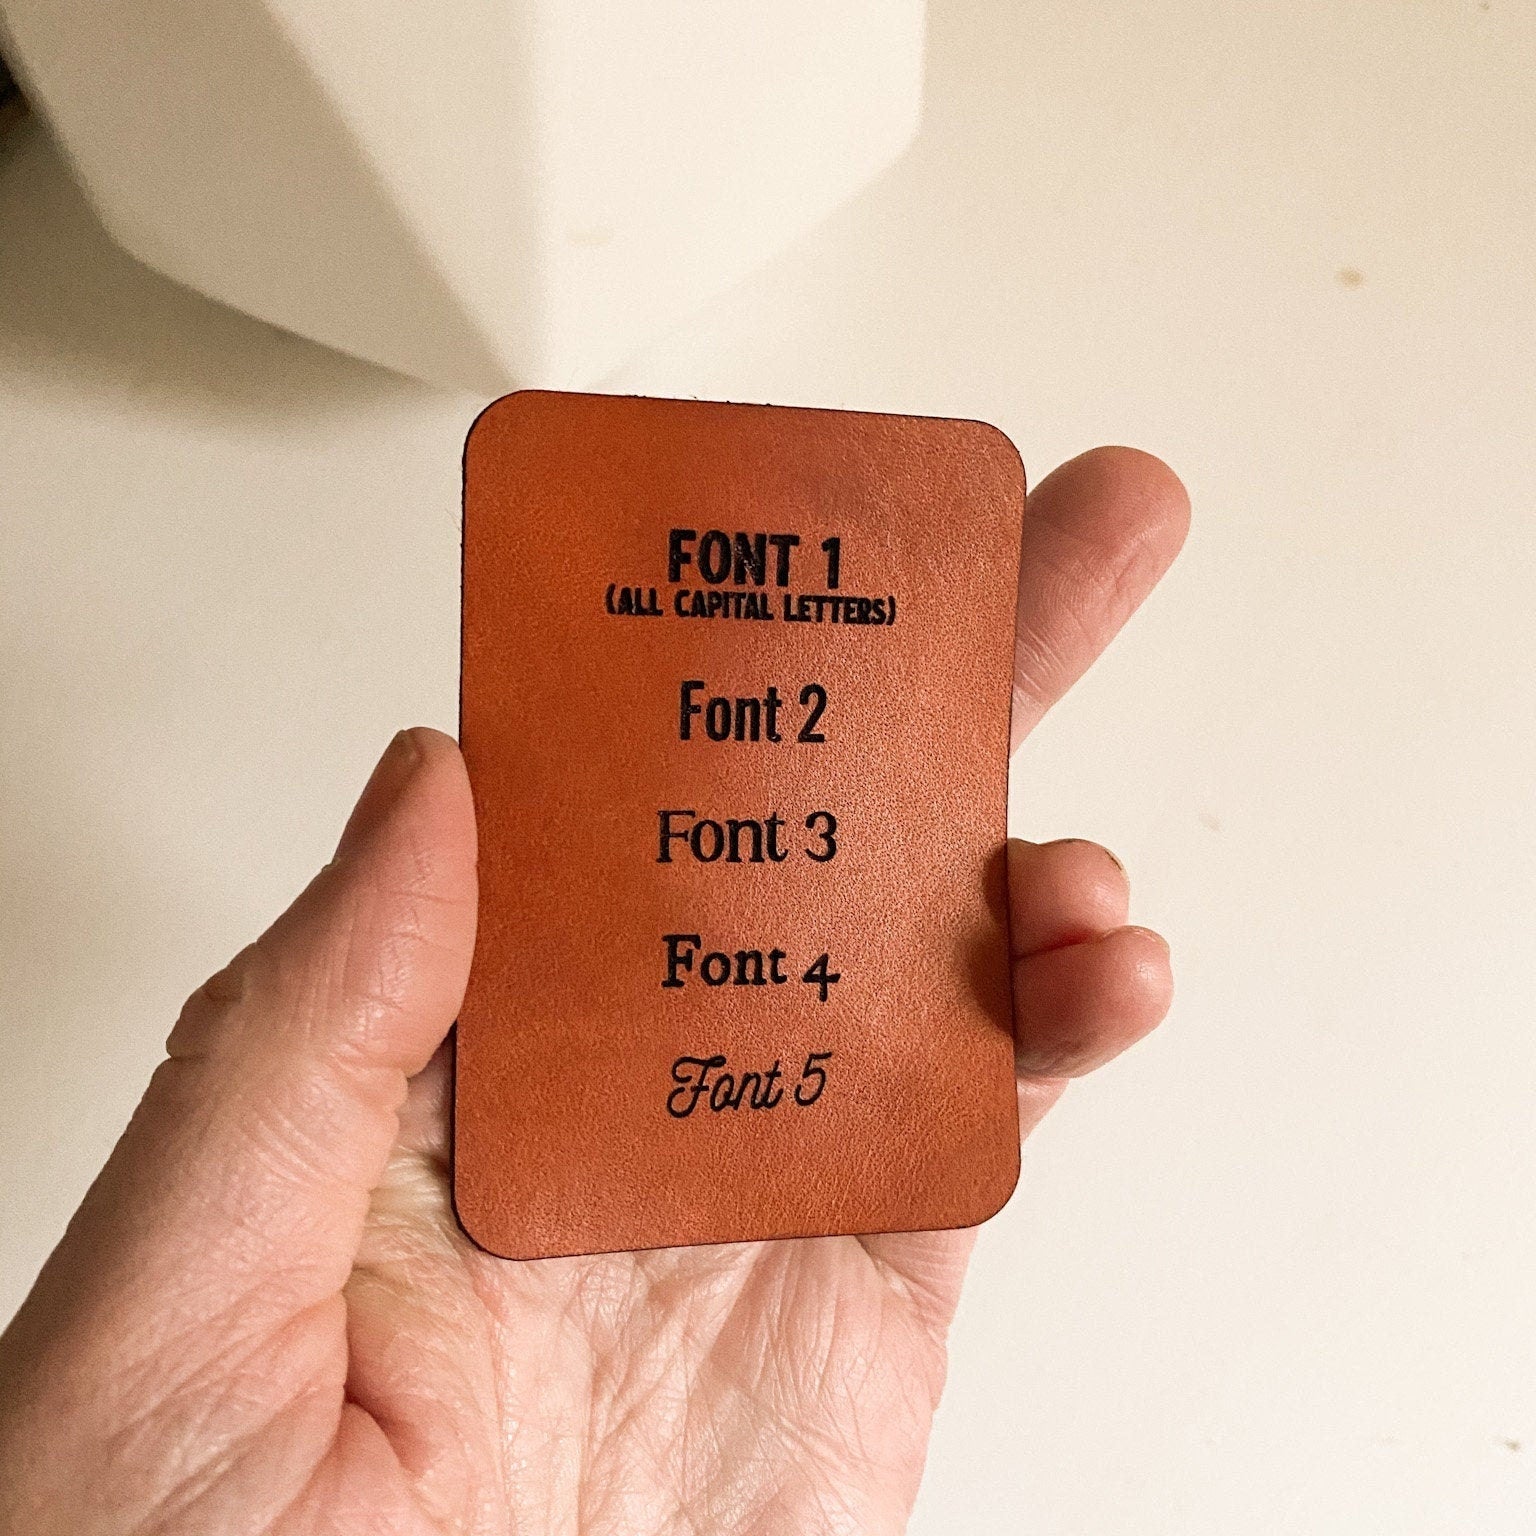 FONT 1
(ALL CAPITAL LETTERS)
Font 2
Font 3
Font 4
Font 5